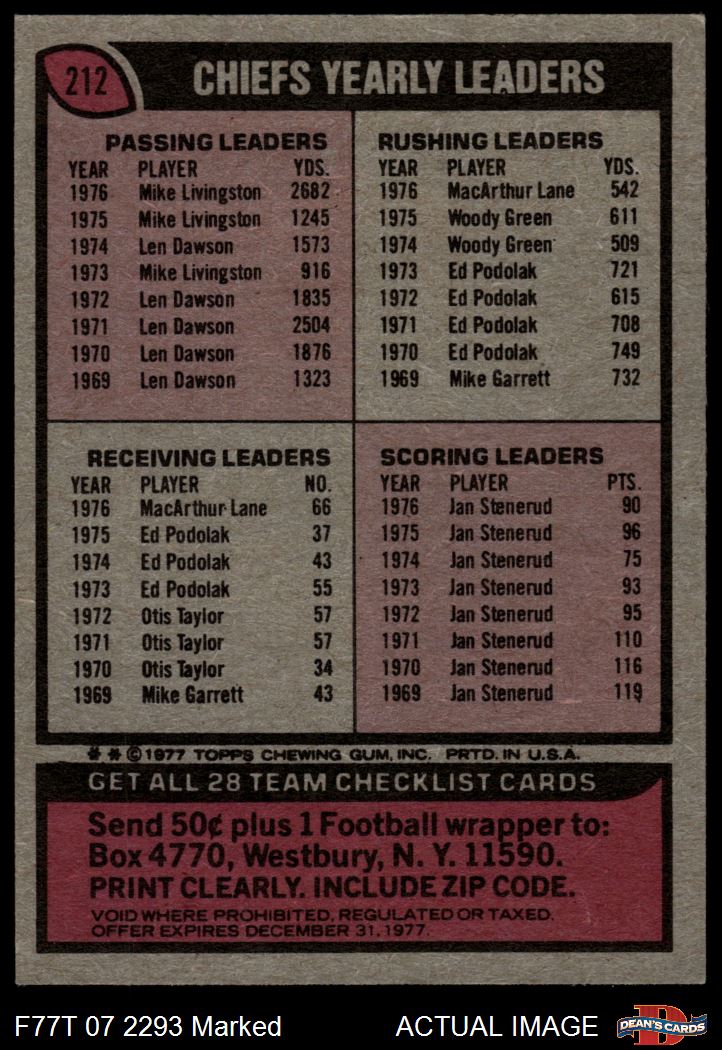 212
CHIEFS YEARLY LEADERS
PASSING LEADERS
YEAR PLAYER YDS.
1976 Mike Livingston 2682
1975 Mike Livingston 1245
1974 Len Dawson 1573
1973 Mike Livingston 916
1972 Len Dawson 1835
1971 Len Dawson 2504
1970 Len Dawson 1876
1969 Len Dawson 1323
RUSHING LEADERS
YEAR PLAYER YDS.
1976 MacArthur Lane 542
1975 Woody Green 611
1974 Woody Green 509
1973 Ed Podolak 721
1972 Ed Podolak 615
1971 Ed Podolak 708
1970 Ed Podolak 749
1969 Mike Garrett 732
RECEIVING LEADERS
YEAR PLAYER NO.
1976 MacArthur Lane 66
1975 Ed Podolak 37
1974 Ed Podolak 43
1973 Ed Podolak 55
1972 Otis Taylor 57
1971 Otis Taylor 57
1970 Otis Taylor 34
1969 Mike Garrett 43
SCORING LEADERS
YEAR PLAYER PTS.
1976 Jan Stenerud 90
1975 Jan Stenerud 96
1974 Jan Stenerud 75
1973 Jan Stenerud 93
1972 Jan Stenerud 95
1971 Jan Stenerud 110
1970 Jan Stenerud 116
1969 Jan Stenerud 119
* * ©1977 TOPPS CHEWING GUM, INC. PRTD. IN U.S.A.
GET ALL 28 TEAM CHECKLIST CARDS
Send 50¢ plus 1 Football wrapper to:
Box 4770, Westbury, N. Y. 11590.
PRINT CLEARLY. INCLUDE ZIP CODE.
VOID WHERE PROHIBITED, REGULATED OR TAXED.
OFFER EXPIRES DECEMBER 31, 1977.
F77T 07 2293 Marked
ACTUAL IMAGE
D
DEAN'S CARDS